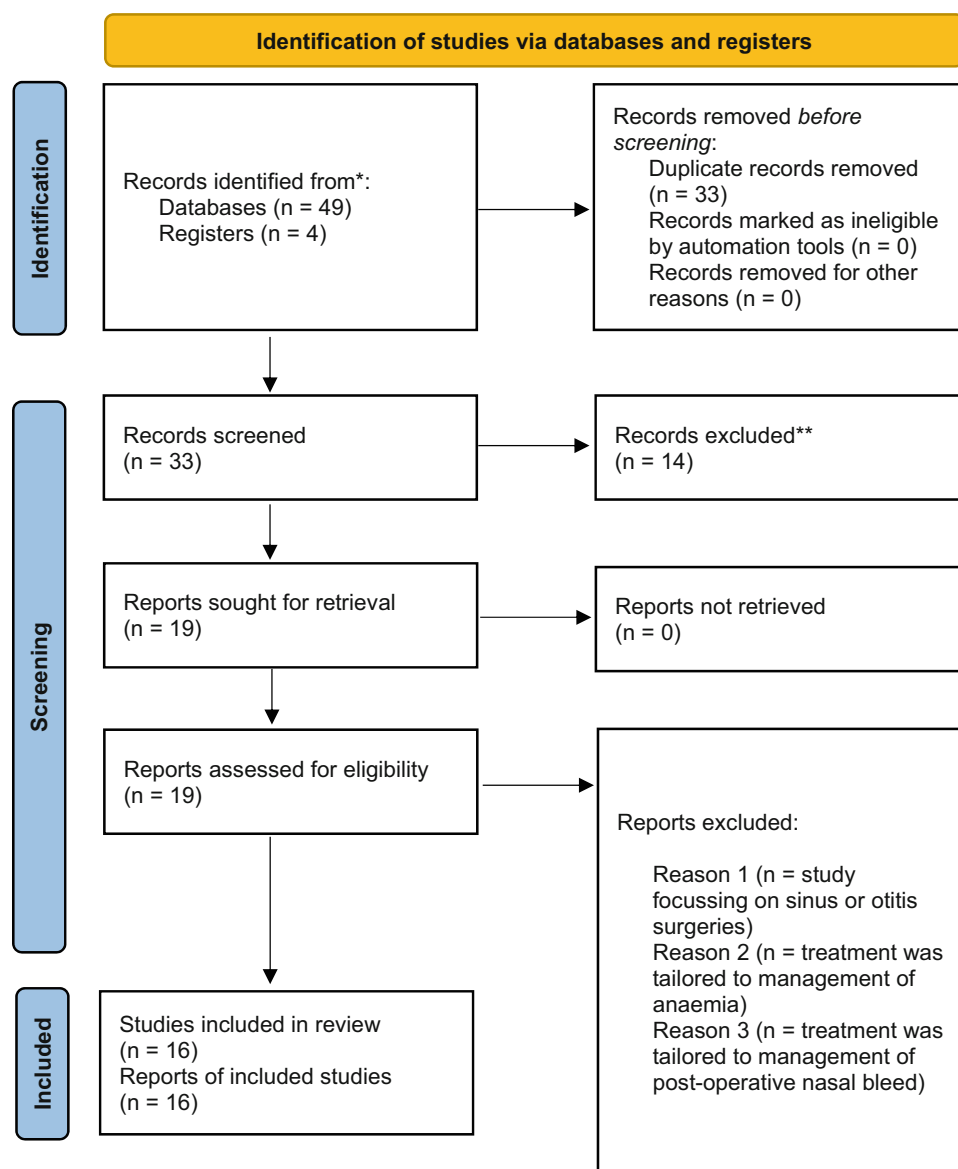 Identification of studies via databases and registers
Identification
Records identified from*:
Databases (n = 49)
Registers (n = 4)
Records removed before
screening:
Duplicate records removed
(n = 33)
Records marked as ineligible
by automation tools (n = 0)
Records removed for other
reasons (n = 0)
Screening
Records screened
(n = 33)
Records excluded**
(n = 14)
Reports sought for retrieval
(n = 19)
Reports not retrieved
(n = 0)
Reports assessed for eligibility
(n = 19)
Reports excluded:
Reason 1 (n = study
focussing on sinus or otitis
surgeries)
Reason 2 (n = treatment was
tailored to management of
anaemia)
Reason 3 (n = treatment was
tailored to management of
post-operative nasal bleed)
Included
Studies included in review
(n = 16)
Reports of included studies
(n = 16)